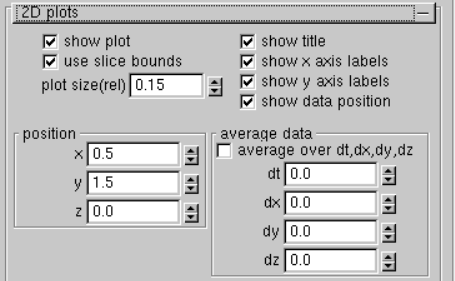 2D plots
show plot
show title
use slice bounds
show x axis labels
plot size(rel) 0.15
show y axis labels
show data position
position
average data
average over dt,dx,dy,dz
x 0.5
y 1.5
z 0.0
dt 0.0
dx 0.0
dy 0.0
dz 0.0